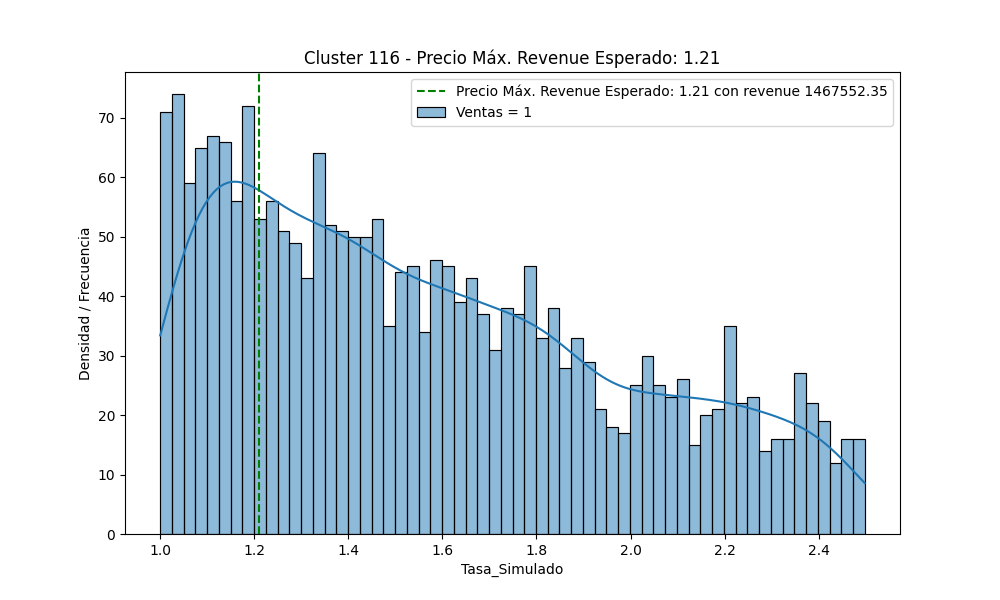 Cluster 116 - Precio Máx. Revenue Esperado: 1.21
Precio Máx. Revenue Esperado: 1.21 con revenue 1467552.35
Ventas = 1
Densidad / Frecuencia
70
60
50
40
30
20
10
0
1.0 1.2 1.4 1.6 1.8 2.0 2.2 2.4
Tasa_Simulado